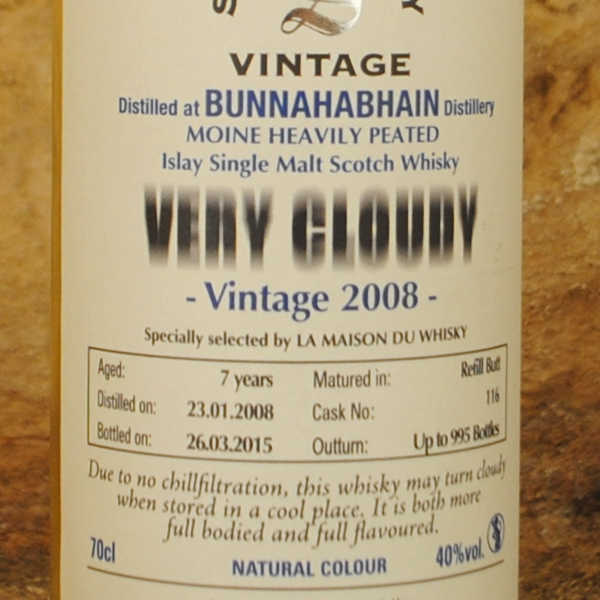 S Y
VINTAGE
Distilled at BUNNAHABHAIN Distillery
MOINE HEAVILY PEATED
Islay Single Malt Scotch Whisky
VERY CLOUDY
- Vintage 2008 -
Specially selected by LA MAISON DU WHISKY
Aged: 7 years Matured in: Refill Butt
Distilled on: 23.01.2008 Cask No: 116
Bottled on: 26.03.2015 Outturn: Up to 995 Bottles
Due to no chillfiltration, this whisky may turn cloudy
when stored in a cool place. It is both more
full bodied and full flavoured.
70cl NATURAL COLOUR 40%vol.